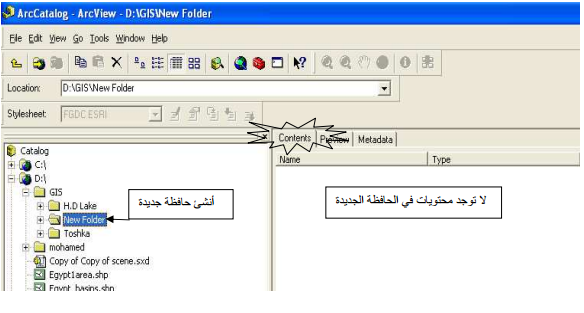 ArcCatalog - ArcView - D:\GIS\New Folder
File Edit View Go Tools Window Help
Location: D:\GIS\New Folder
Stylesheet: FGDC ESRI
Contents Preview Metadata
Name Type
Catalog
C:\
D:\
GIS
H.D Lake
New Folder
أنشئ حافظة جديدة
لا توجد محتويات في الحافظة الجديدة
Toshka
mohamed
Copy of Copy of scene.sxd
Egypt1area.shp
Egypt_basins.shp